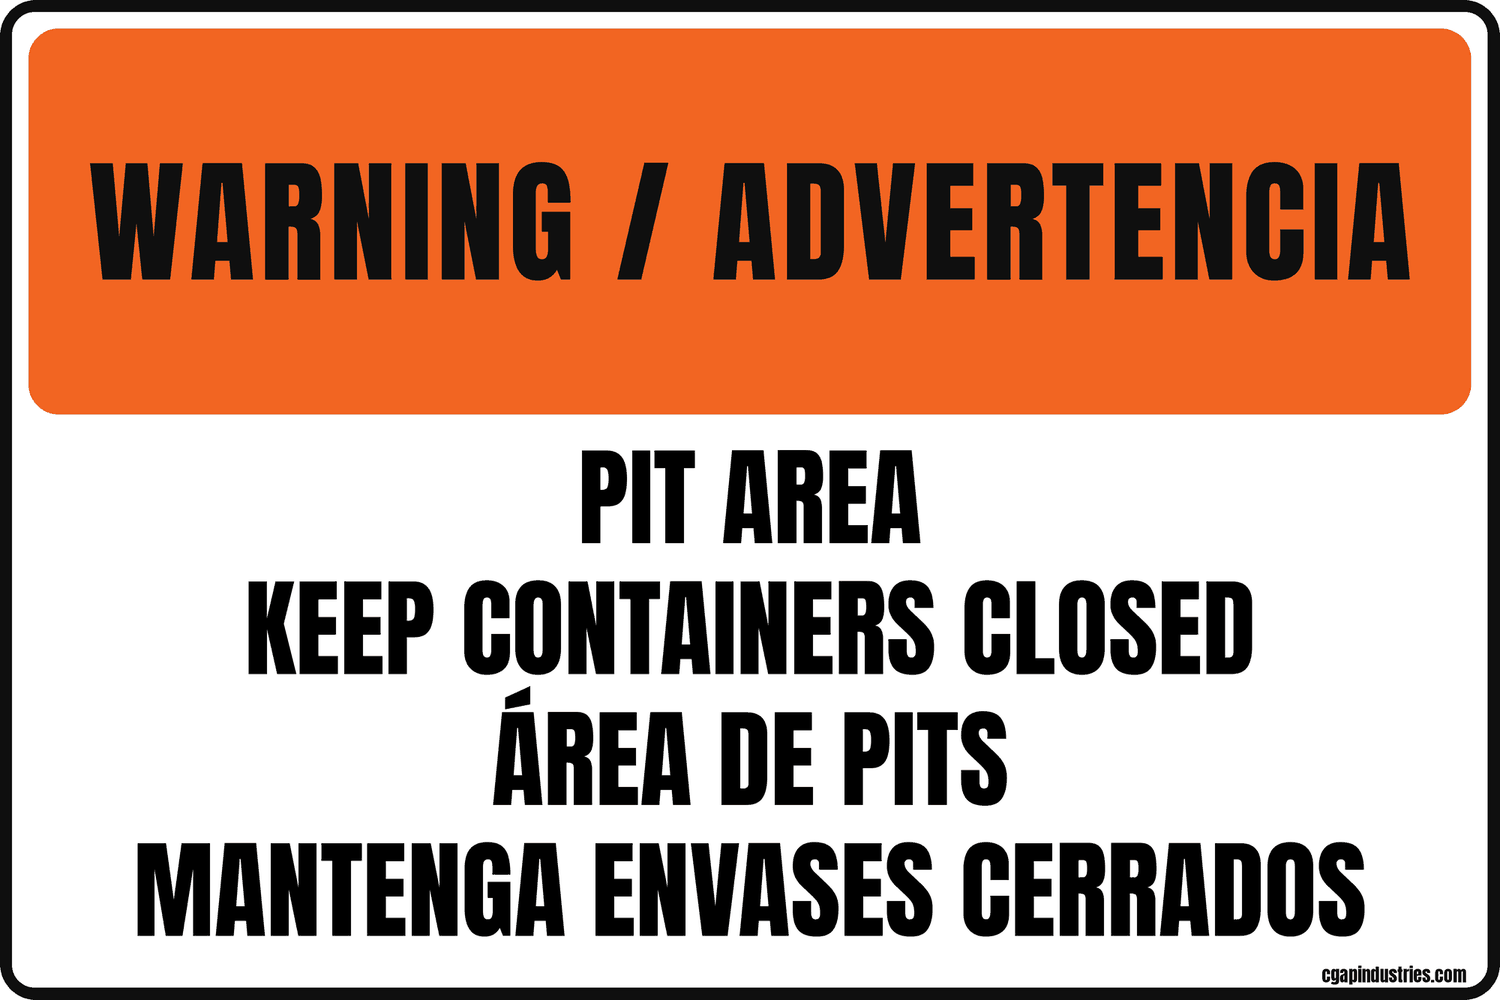 WARNING / ADVERTENCIA
PIT AREA
KEEP CONTAINERS CLOSED
ÁREA DE PITS
MANTENGA ENVASES CERRADOS
cgapindustries.com